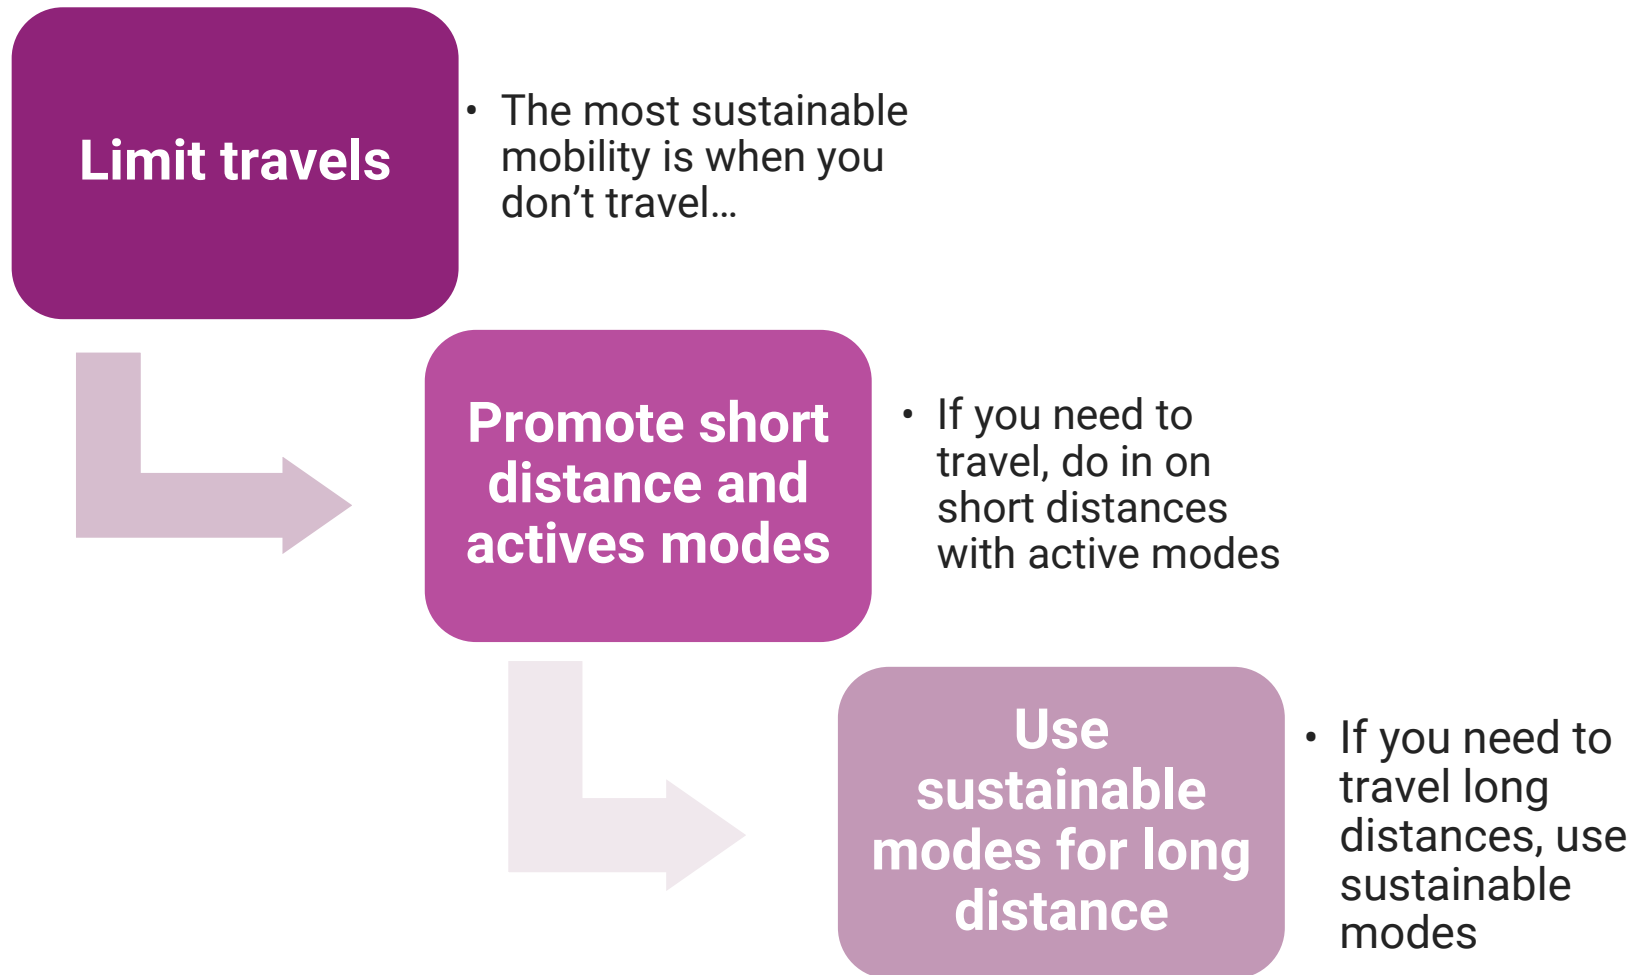 Limit travels
• The most sustainable
mobility is when you
don’t travel…
Promote short
distance and
actives modes
• If you need to
travel, do in on
short distances
with active modes
Use
sustainable
modes for long
distance
• If you need to
travel long
distances, use
sustainable
modes